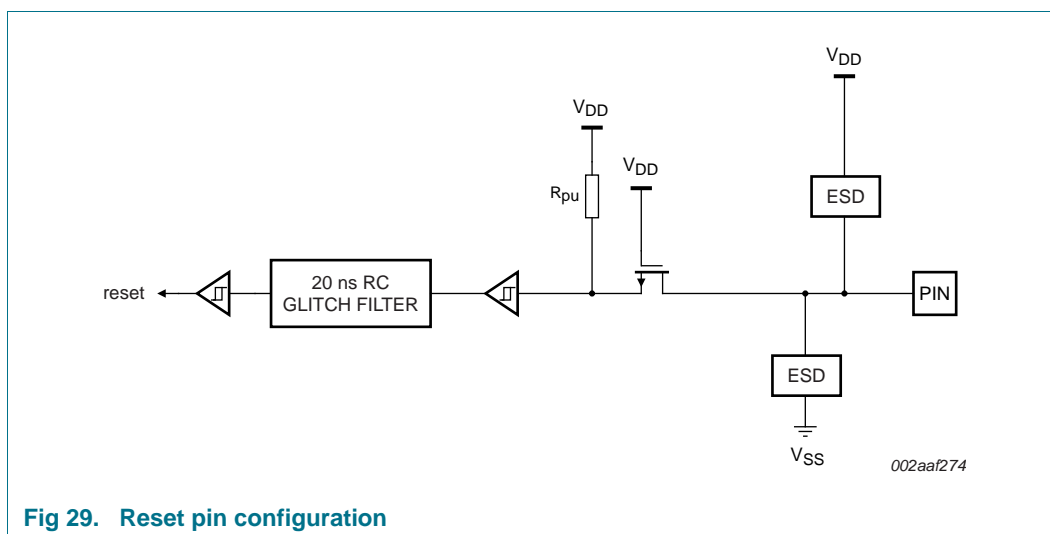 VDD
VDD
VDD
Rpu
ESD
reset
20 ns RC
GLITCH FILTER
PIN
ESD
VSS
002aaf274
Fig 29. Reset pin configuration